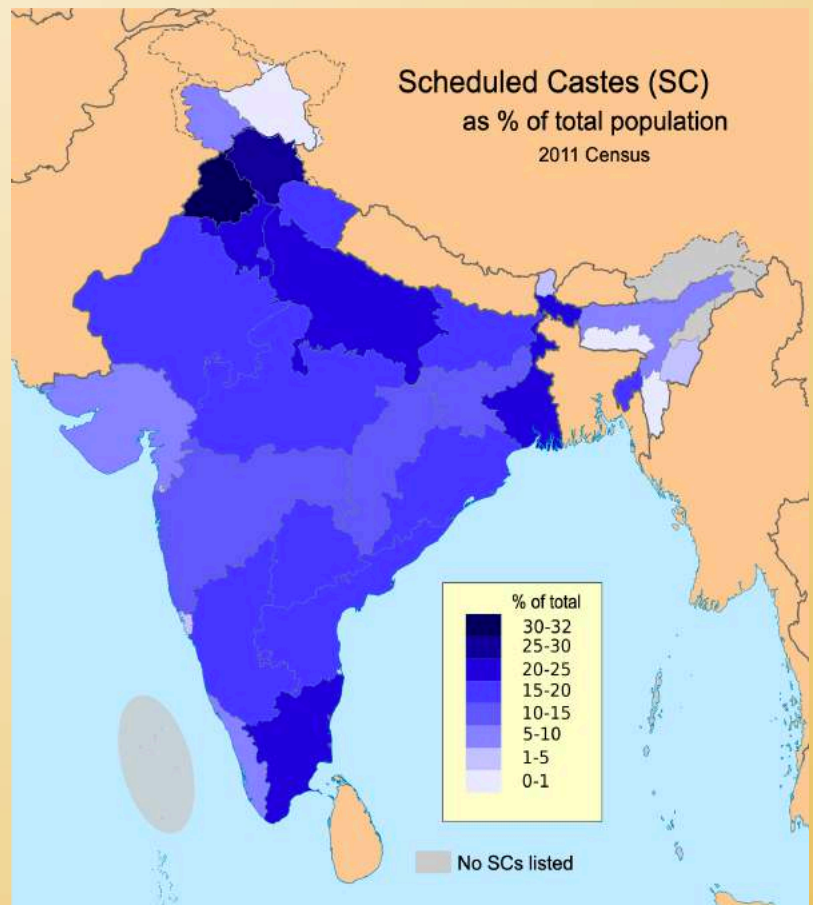 Scheduled Castes (SC)
as % of total population
2011 Census
% of total
30-32
25-30
20-25
15-20
10-15
5-10
1-5
0-1
No SCs listed